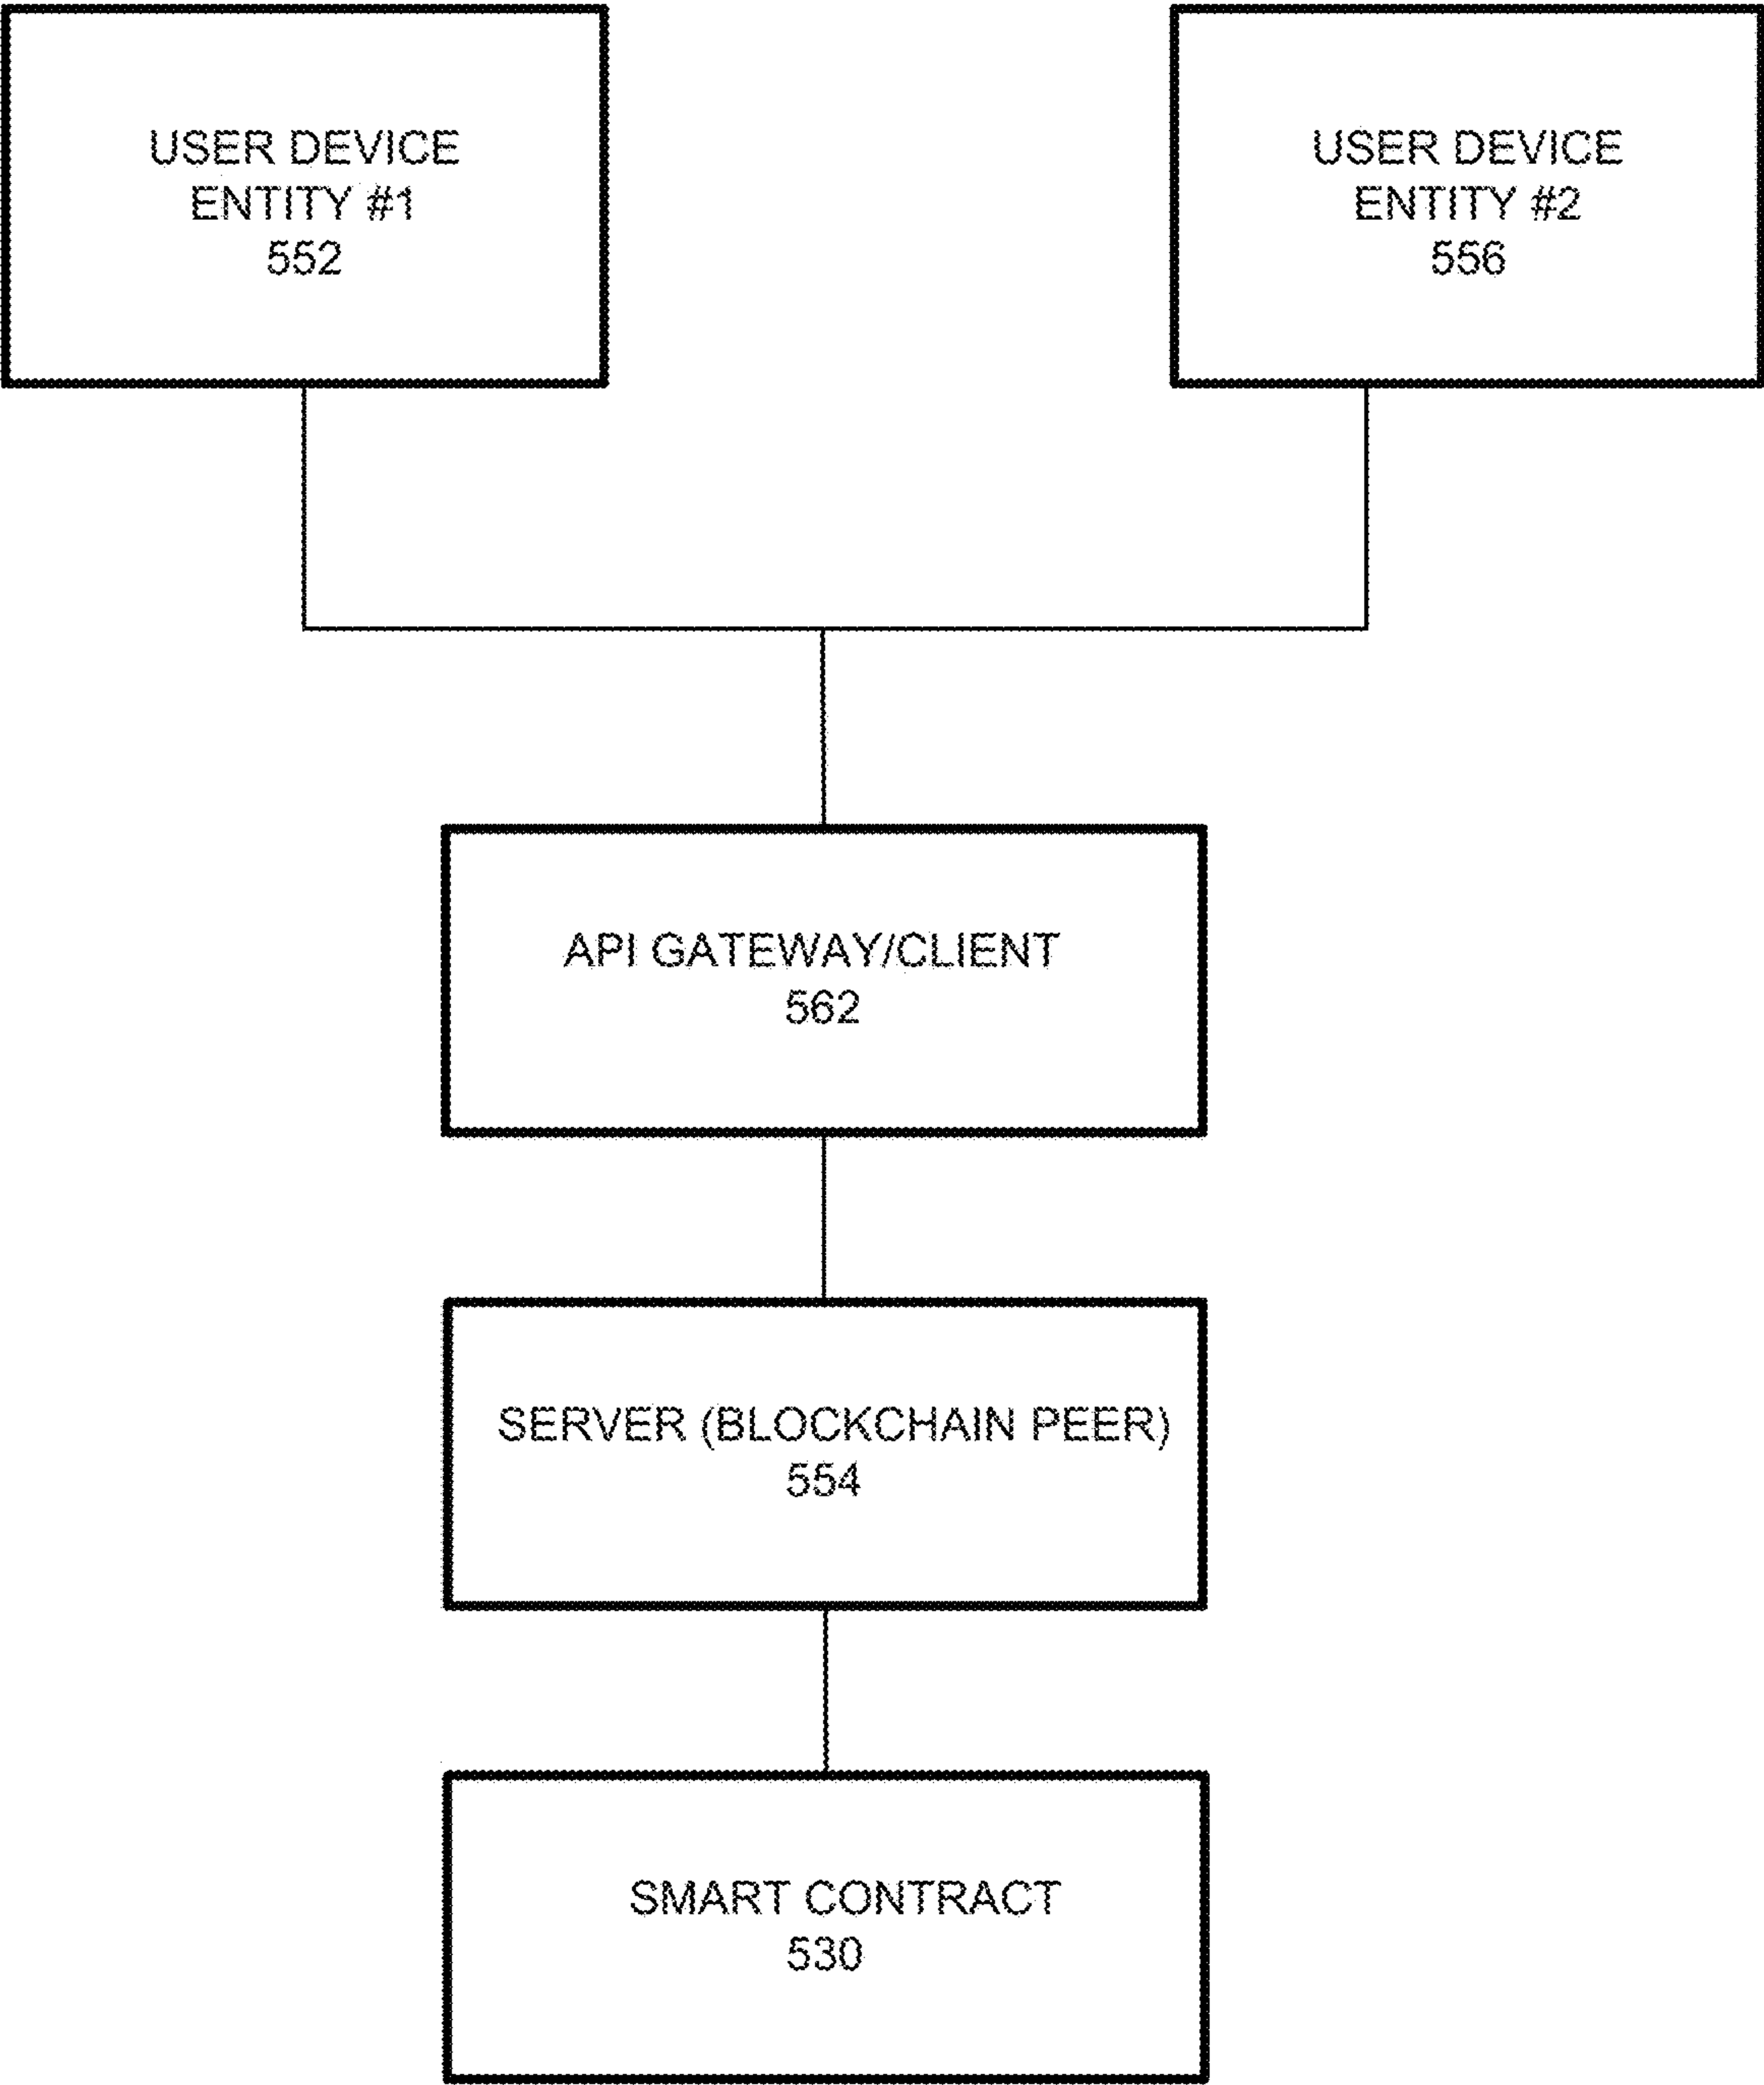 USER DEVICE
ENTITY #1
552
USER DEVICE
ENTITY #2
556
API GATEWAY/CLIENT
562
SERVER (BLOCKCHAIN PEER)
554
SMART CONTRACT
530